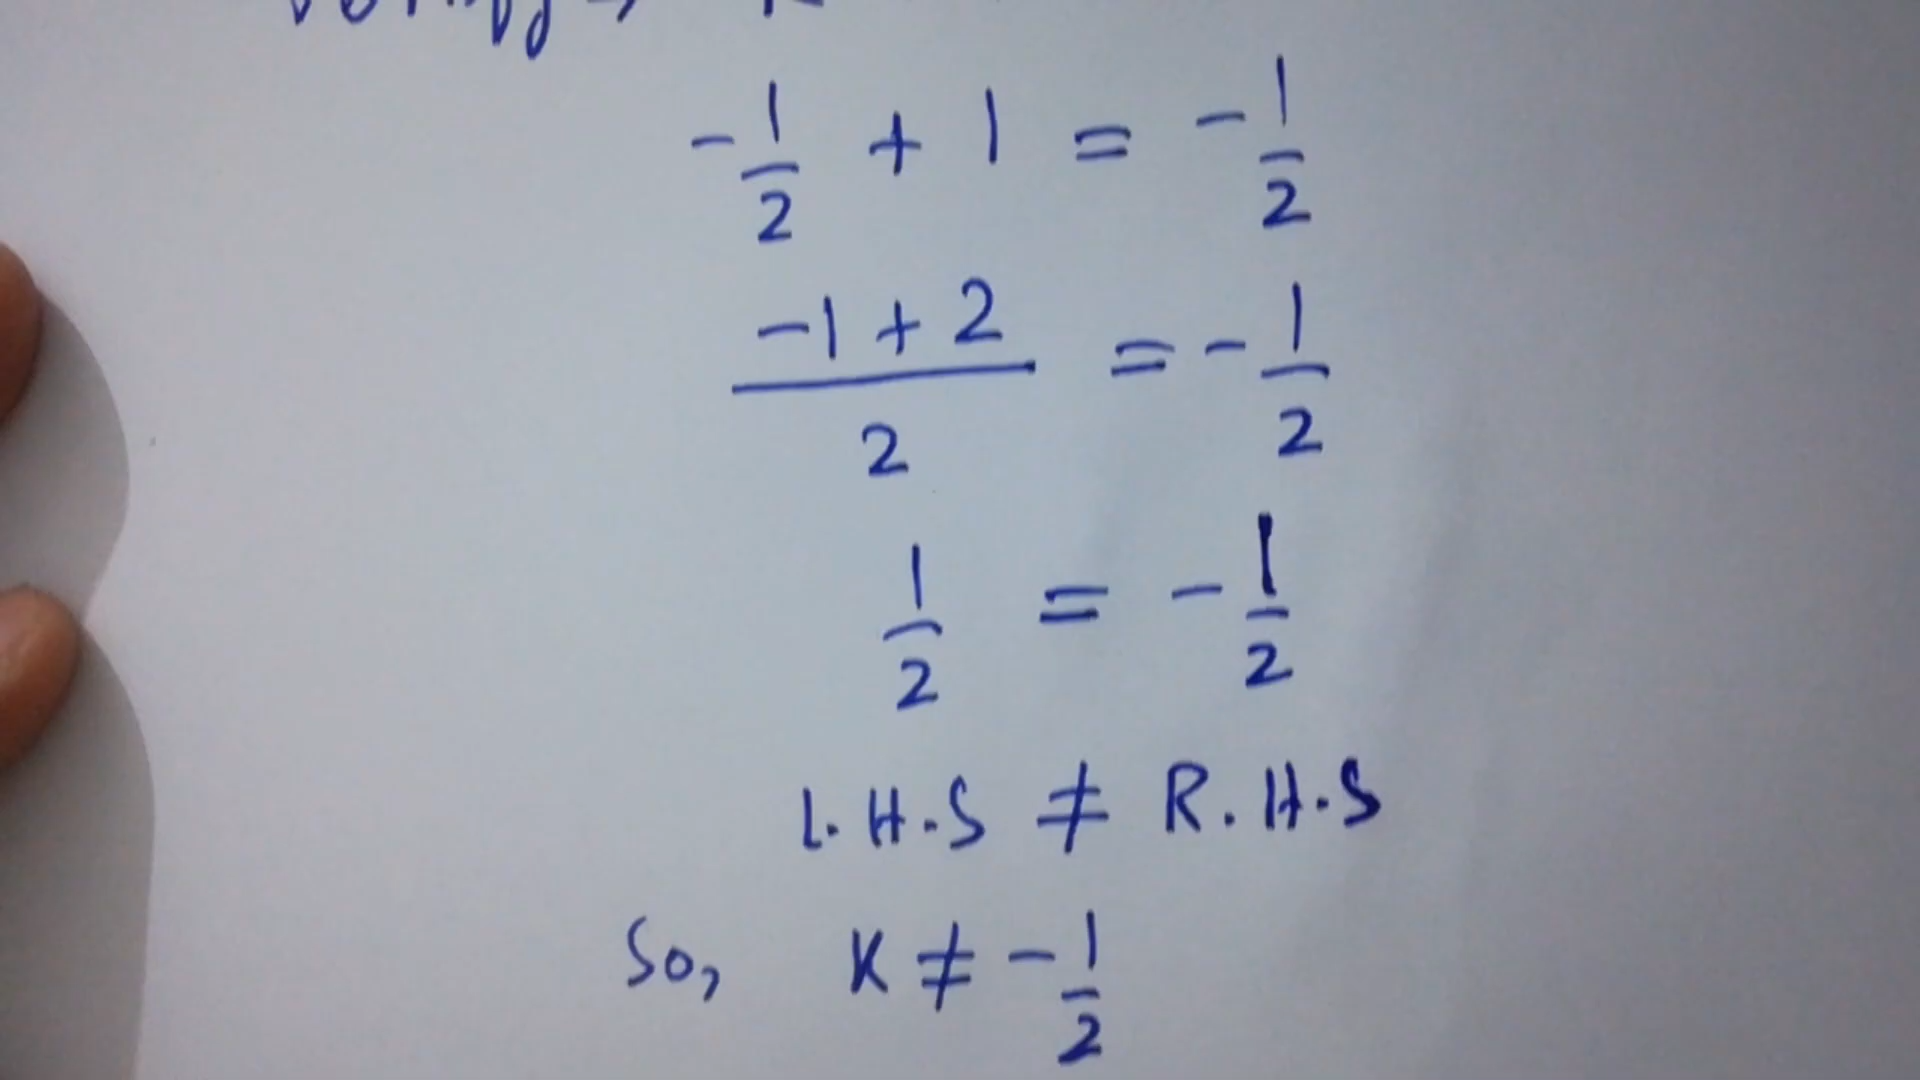 -1/2 + 1 = -1/2
(-1 + 2)/2 = -1/2
1/2 = -1/2
L.H.S ≠ R.H.S
So, K ≠ -1/2